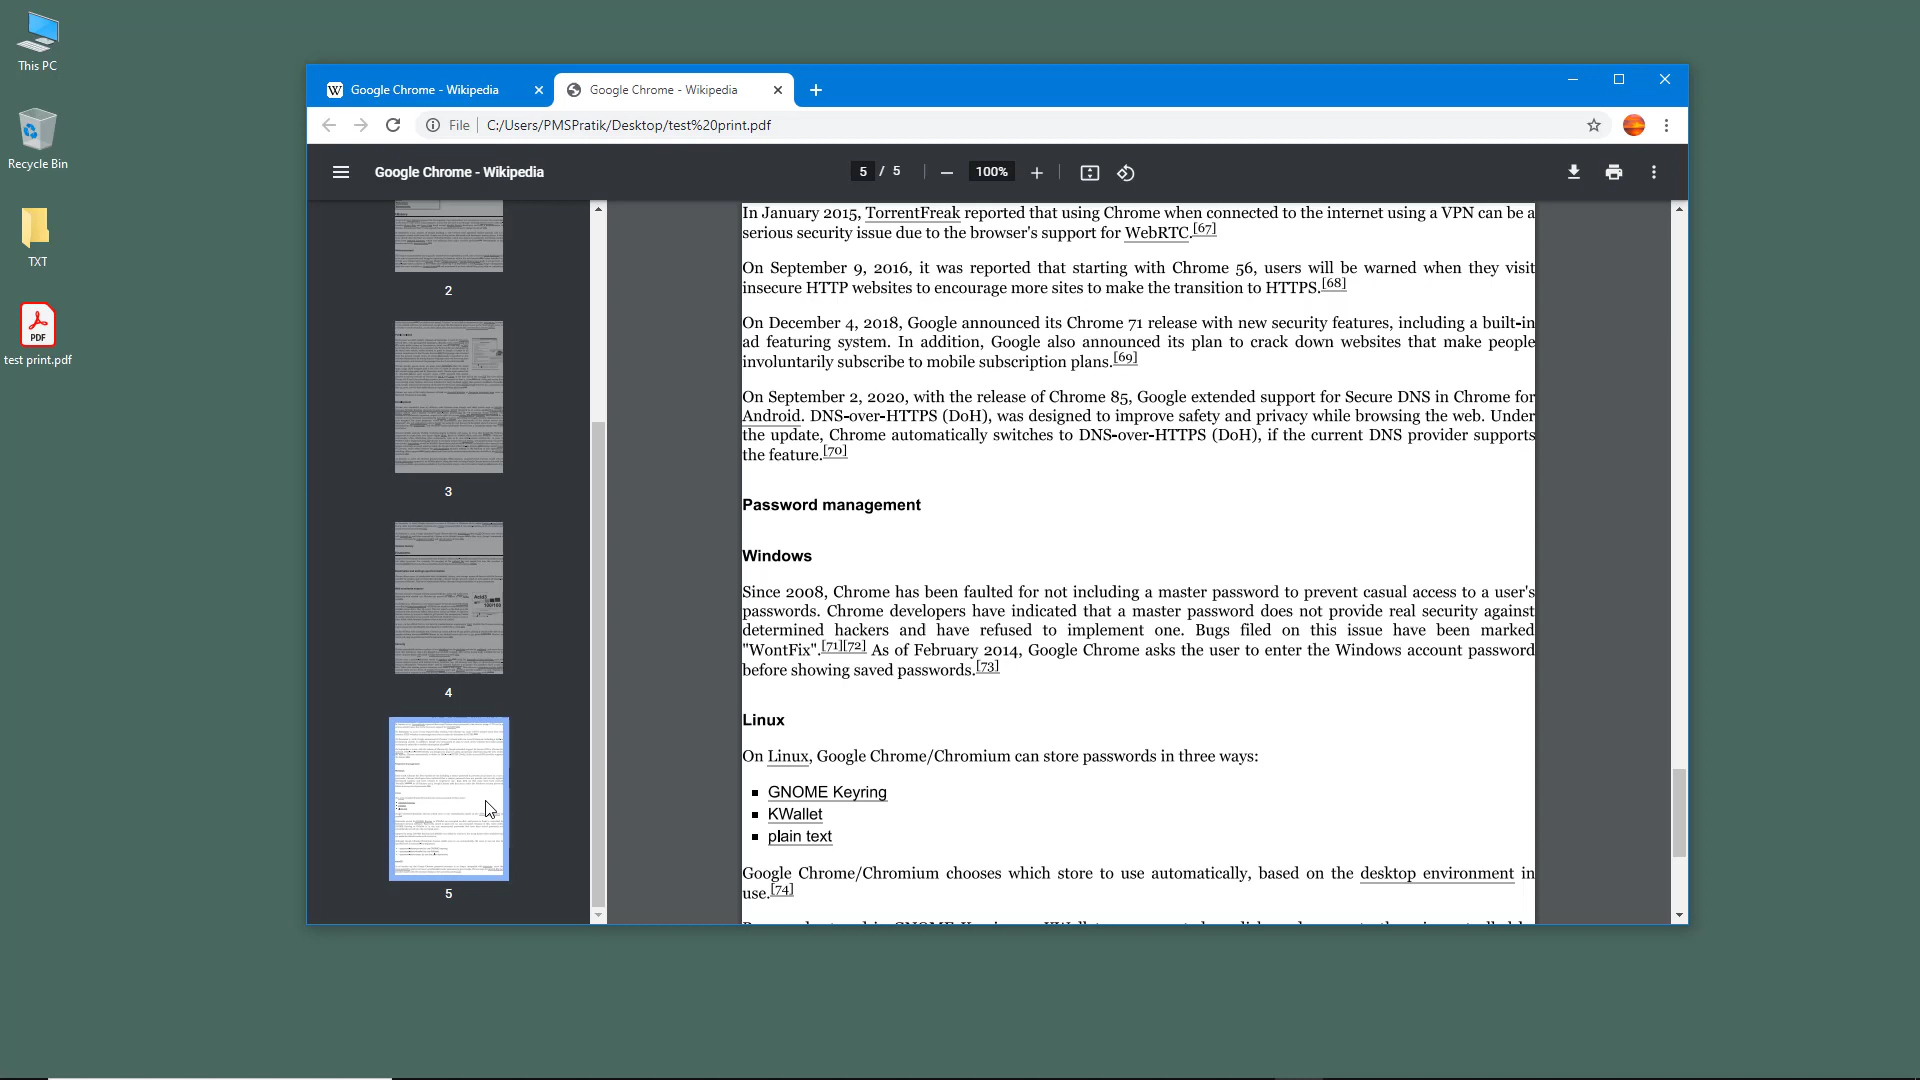 This PC
Recycle Bin
TXT
PDF
test print.pdf
W Google Chrome - Wikipedia
Google Chrome - Wikipedia
File C:/Users/PMSPratik/Desktop/test%20print.pdf
Google Chrome - Wikipedia
5 / 5
100%
2
3
Acid3
100/100
4
5
In January 2015, TorrentFreak reported that using Chrome when connected to the internet using a VPN can be a
serious security issue due to the browser's support for WebRTC.[67]
On September 9, 2016, it was reported that starting with Chrome 56, users will be warned when they visit
insecure HTTP websites to encourage more sites to make the transition to HTTPS.[68]
On December 4, 2018, Google announced its Chrome 71 release with new security features, including a built-in
ad featuring system. In addition, Google also announced its plan to crack down websites that make people
involuntarily subscribe to mobile subscription plans.[69]
On September 2, 2020, with the release of Chrome 85, Google extended support for Secure DNS in Chrome for
Android. DNS-over-HTTPS (DoH), was designed to improve safety and privacy while browsing the web. Under
the update, Chrome automatically switches to DNS-over-HTTPS (DoH), if the current DNS provider supports
the feature.[70]
Password management
Windows
Since 2008, Chrome has been faulted for not including a master password to prevent casual access to a user's
passwords. Chrome developers have indicated that a master password does not provide real security against
determined hackers and have refused to implement one. Bugs filed on this issue have been marked
"WontFix".[71][72] As of February 2014, Google Chrome asks the user to enter the Windows account password
before showing saved passwords.[73]
Linux
On Linux, Google Chrome/Chromium can store passwords in three ways:
GNOME Keyring
KWallet
plain text
Google Chrome/Chromium chooses which store to use automatically, based on the desktop environment in
use.[74]